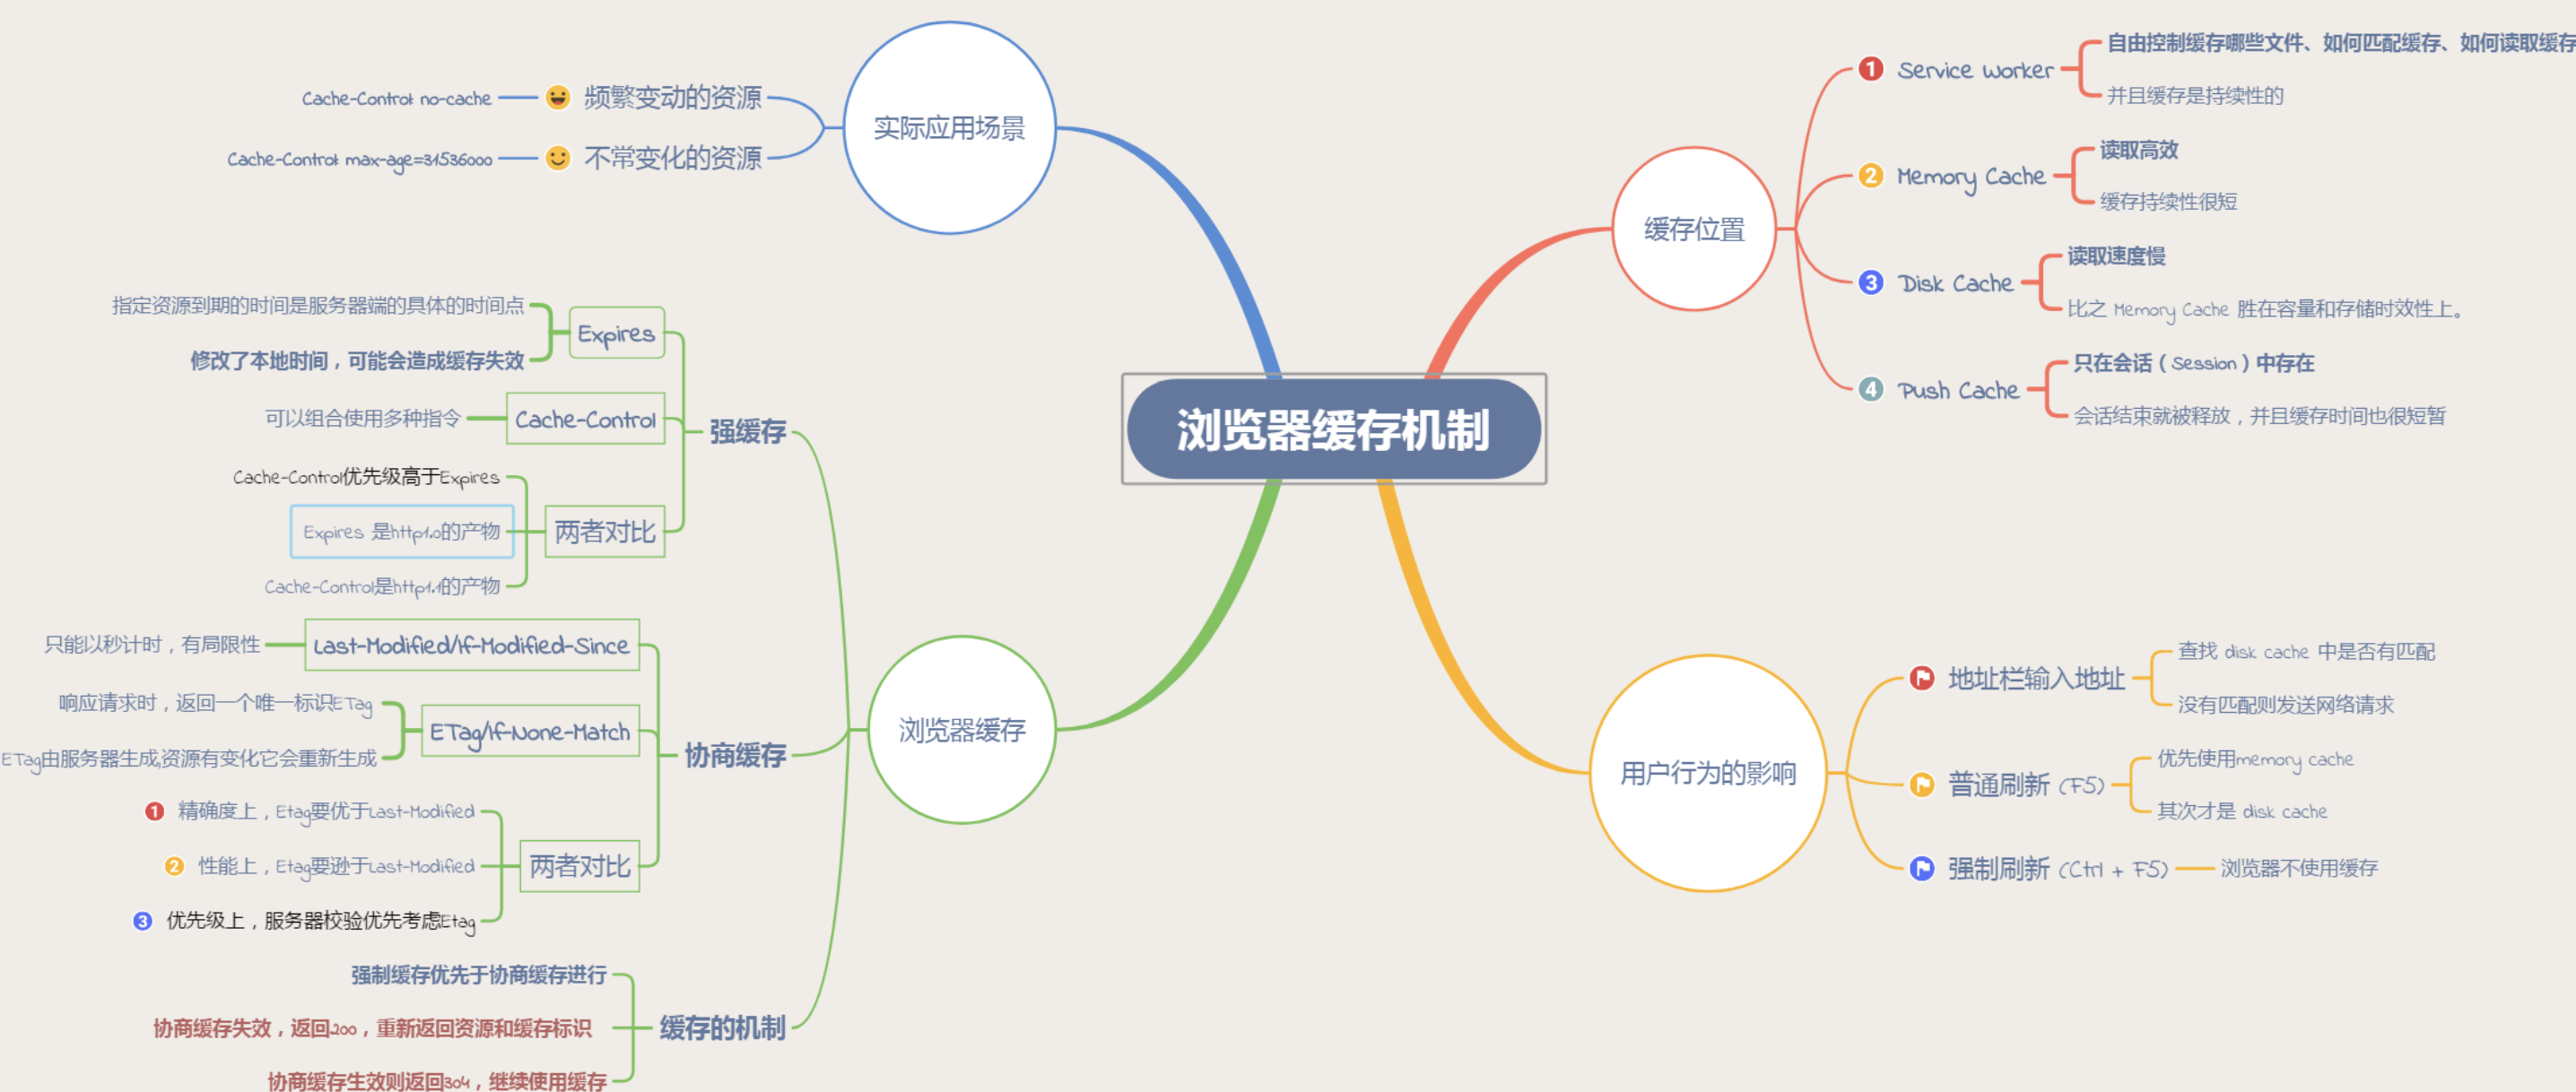 浏览器缓存机制
实际应用场景
频繁变动的资源
Cache-Control: no-cache
不常变化的资源
Cache-Control: max-age=31536000
缓存位置
1 Service Worker
自由控制缓存哪些文件、如何匹配缓存、如何读取缓存
并且缓存是持续性的
2 Memory Cache
读取高效
缓存持续性很短
3 Disk Cache
读取速度慢
比之 Memory Cache 胜在容量和存储时效性上。
4 Push Cache
只在会话（Session）中存在
会话结束就被释放，并且缓存时间也很短暂
浏览器缓存
强缓存
Expires
指定资源到期的时间是服务器端的具体的时间点
修改了本地时间，可能会造成缓存失效
Cache-Control
可以组合使用多种指令
两者对比
Cache-Control优先级高于Expires
Expires 是http1.0的产物
Cache-Control是http1.1的产物
协商缓存
Last-Modified/If-Modified-Since
只能以秒计时，有局限性
ETag/If-None-Match
响应请求时，返回一个唯一标识ETag
ETag由服务器生成,资源有变化它会重新生成
两者对比
1 精确度上，Etag要优于Last-Modified
2 性能上，Etag要逊于Last-Modified
3 优先级上，服务器校验优先考虑Etag
缓存的机制
强制缓存优先于协商缓存进行
协商缓存失效，返回200，重新返回资源和缓存标识
协商缓存生效则返回304，继续使用缓存
用户行为的影响
地址栏输入地址
查找 disk cache 中是否有匹配
没有匹配则发送网络请求
普通刷新 (F5)
优先使用memory cache
其次才是 disk cache
强制刷新 (Ctrl + F5)
浏览器不使用缓存